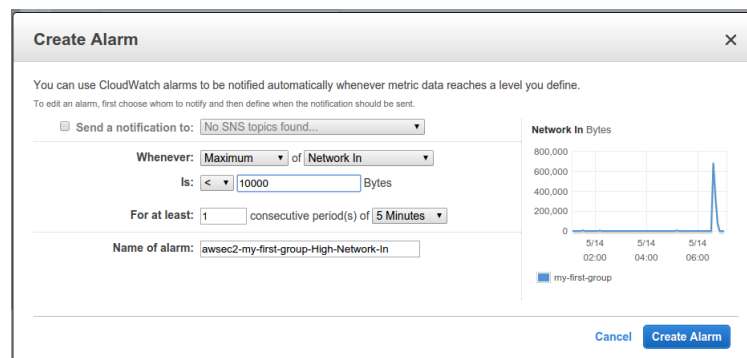 Create Alarm
×
You can use CloudWatch alarms to be notified automatically whenever metric data reaches a level you define.
To edit an alarm, first choose whom to notify and then define when the notification should be sent.
Send a notification to: No SNS topics found...
Whenever: Maximum of Network In
Is: < 10000 Bytes
For at least: 1 consecutive period(s) of 5 Minutes
Name of alarm: awsec2-my-first-group-High-Network-In
Network In Bytes
800,000
600,000
400,000
200,000
0
5/14 5/14 5/14
02:00 04:00 06:00
my-first-group
Cancel Create Alarm